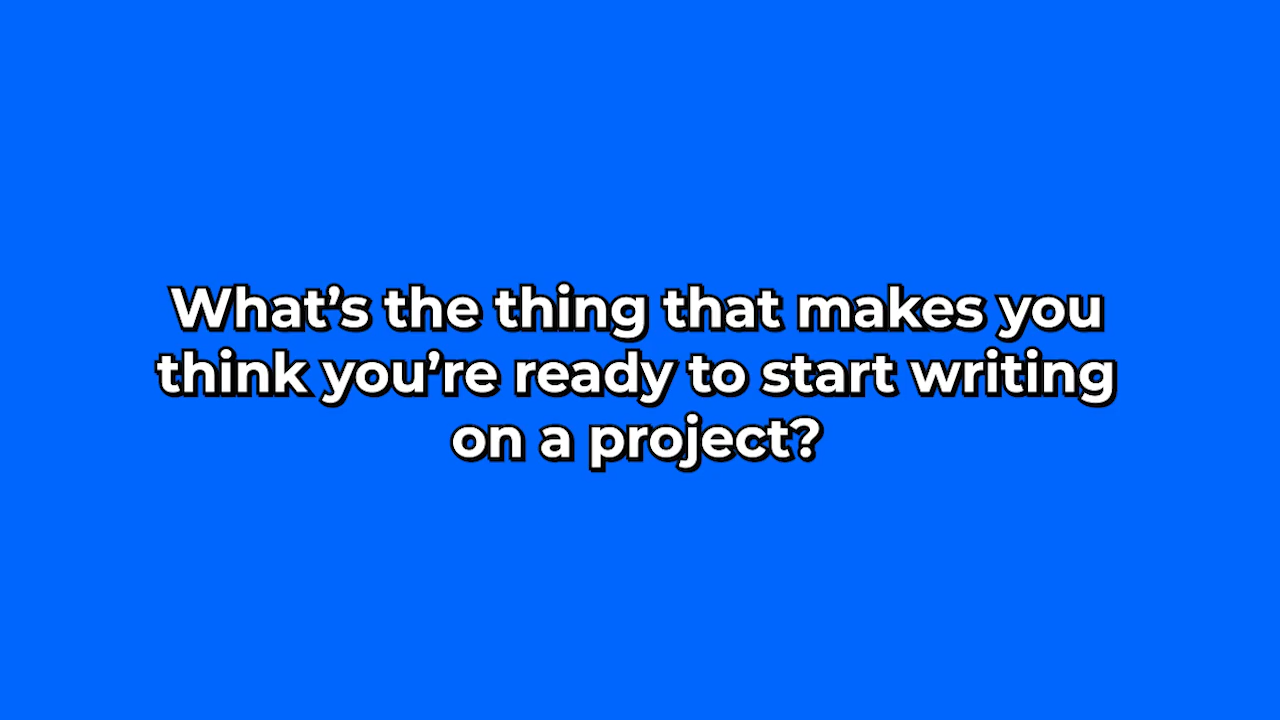 What’s the thing that makes you
think you’re ready to start writing
on a project?